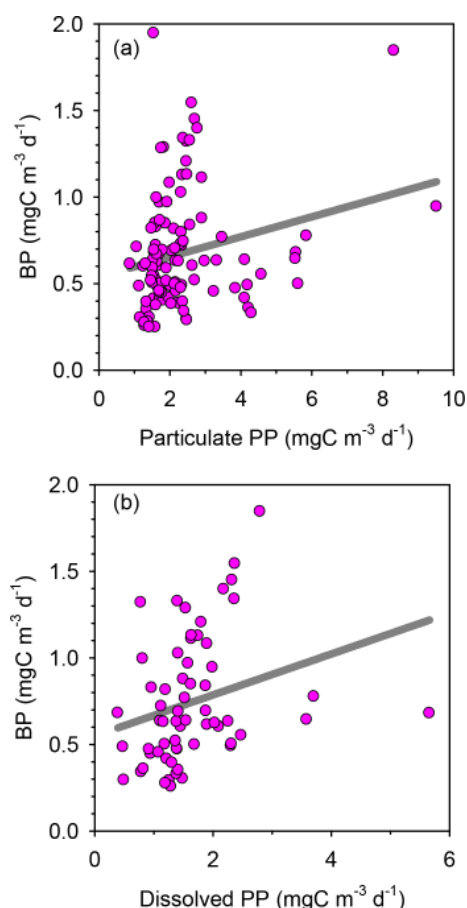 2.0
(a)
1.5
BP (mgC m⁻³ d⁻¹)
1.0
0.5
0.0
0 2 4 6 8 10
Particulate PP (mgC m⁻³ d⁻¹)
2.0
(b)
1.5
BP (mgC m⁻³ d⁻¹)
1.0
0.5
0.0
0 2 4 6
Dissolved PP (mgC m⁻³ d⁻¹)